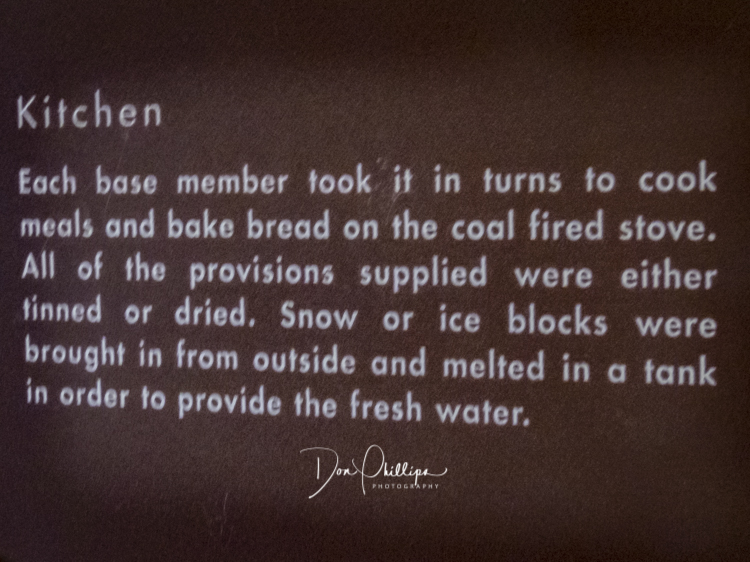 Kitchen
Each base member took it in turns to cook
meals and bake bread on the coal fired stove.
All of the provisions supplied were either
tinned or dried. Snow or ice blocks were
brought in from outside and melted in a tank
in order to provide the fresh water.
Don Phillips
PHOTOGRAPHY